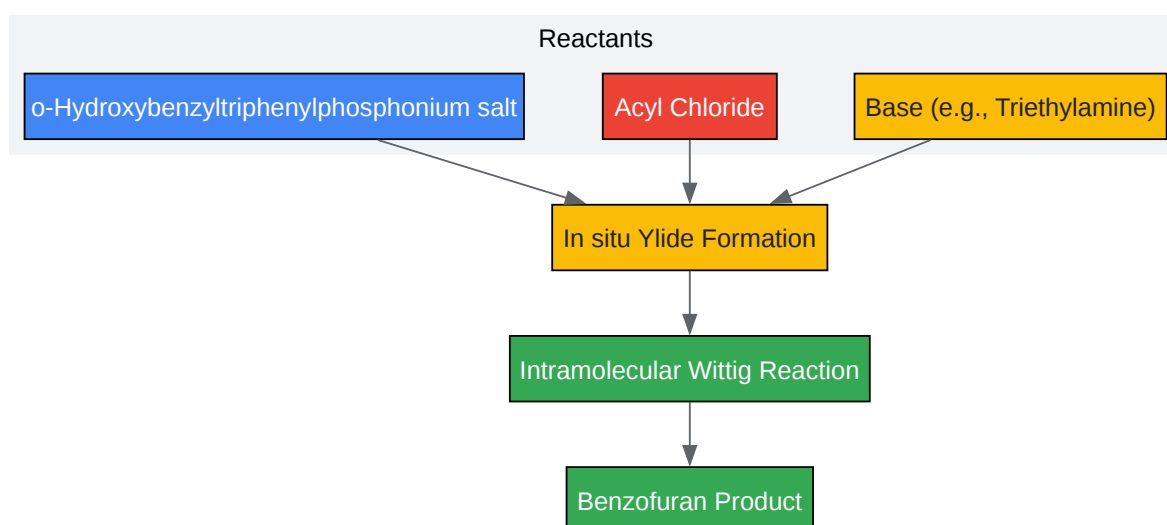 Reactants
o-Hydroxybenzyltriphenylphosphonium salt
Acyl Chloride
Base (e.g., Triethylamine)
In situ Ylide Formation
Intramolecular Wittig Reaction
Benzofuran Product